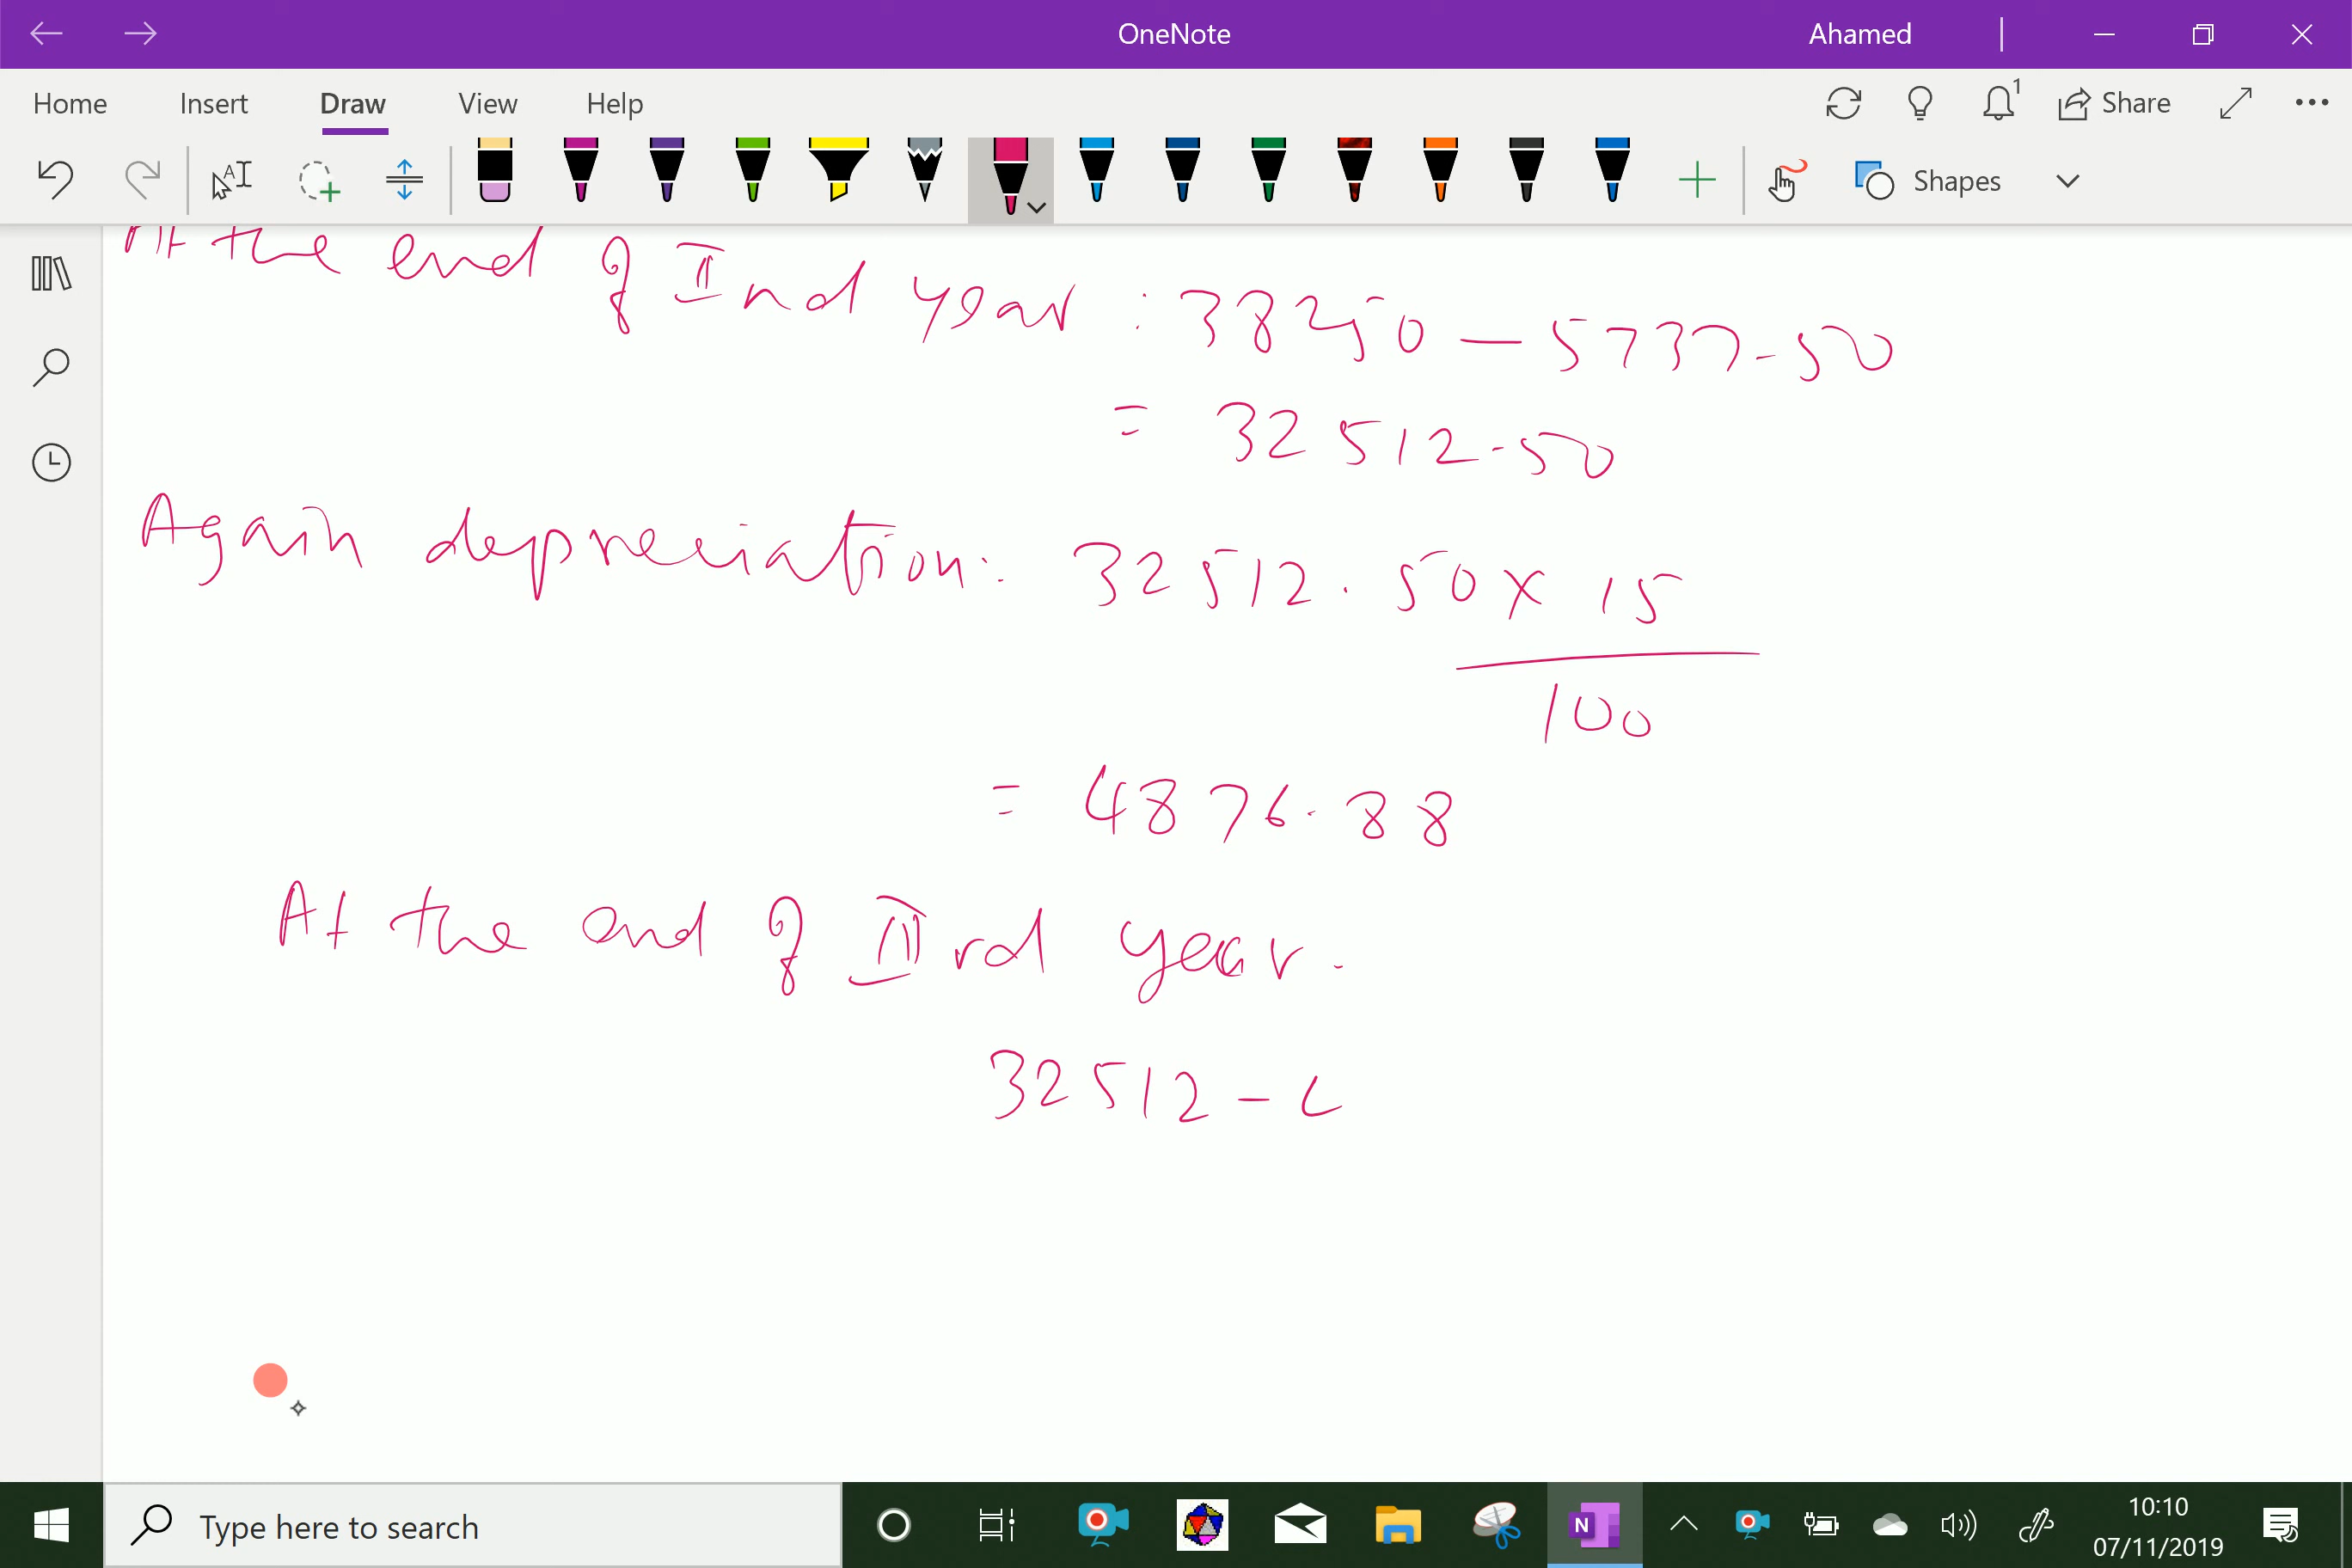 OneNote
Ahamed
Home Insert Draw View Help
1 Share
Shapes
At the end of IInd year : 38250 — 5737.50
= 32512.50
Again depreciation: 32512.50 x 15
100
= 4876.88
At the end of IIIrd year.
32512 –
Type here to search
N
10:10
07/11/2019